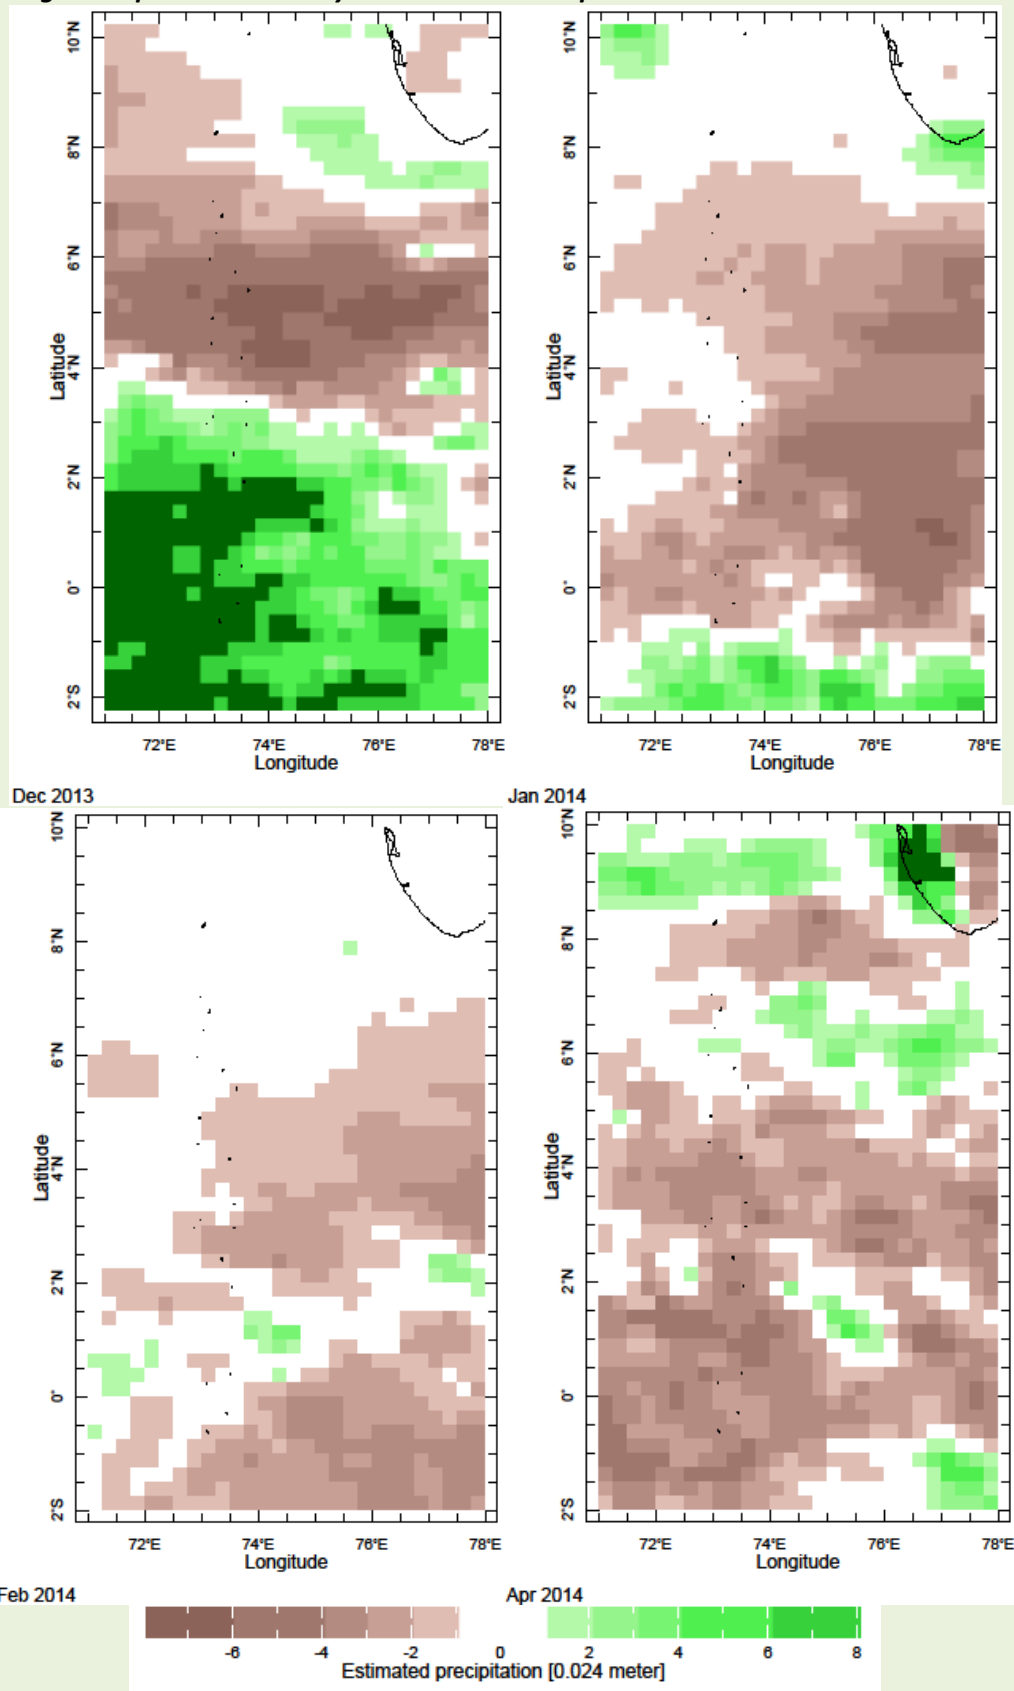 10°N 10°N
8°N 8°N
6°N 6°N
Latitude Latitude
4°N 4°N
2°N 2°N
0° 0°
2°S 2°S
72°E 74°E 76°E 78°E 72°E 74°E 76°E 78°E
Longitude Longitude
Dec 2013 Jan 2014
10°N 10°N
8°N 8°N
6°N 6°N
Latitude Latitude
4°N 4°N
2°N 2°N
0° 0°
2°S 2°S
72°E 74°E 76°E 78°E 72°E 74°E 76°E 78°E
Longitude Longitude
Feb 2014 Apr 2014
-6 -4 -2 0 2 4 6 8
Estimated precipitation [0.024 meter]